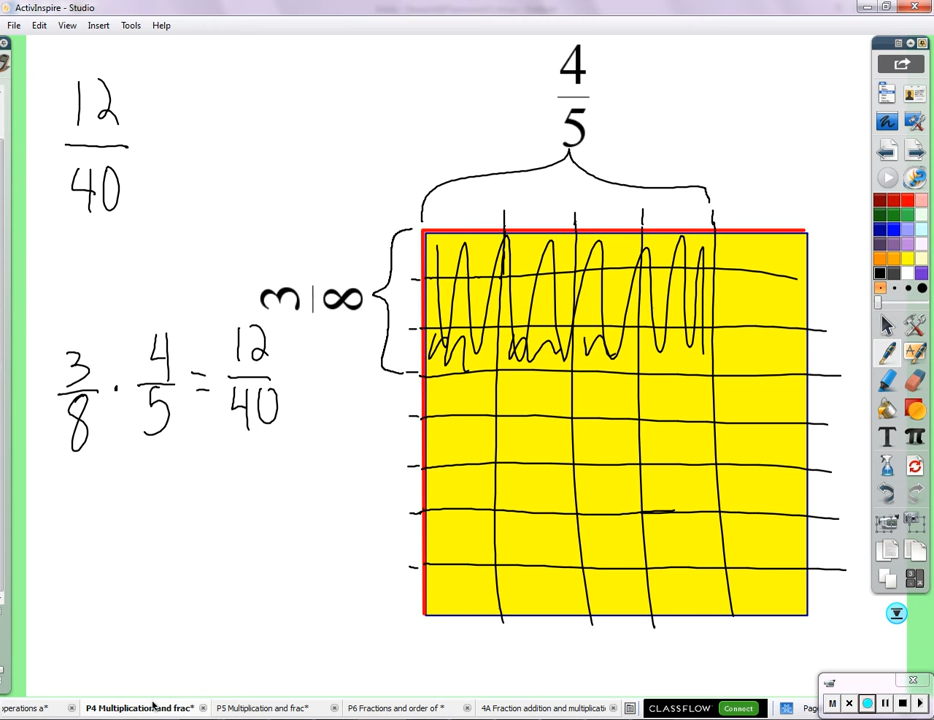 ActivInspire - Studio
File Edit View Insert Tools Help
12
40
4
5
3
8
3/8 · 4/5 = 12/40
perations a*
P4 Multiplication and frac*
P5 Multiplication and frac*
P6 Fractions and order of *
4A Fraction addition and multiplicati
CLASSFLOW Connect
Page
M